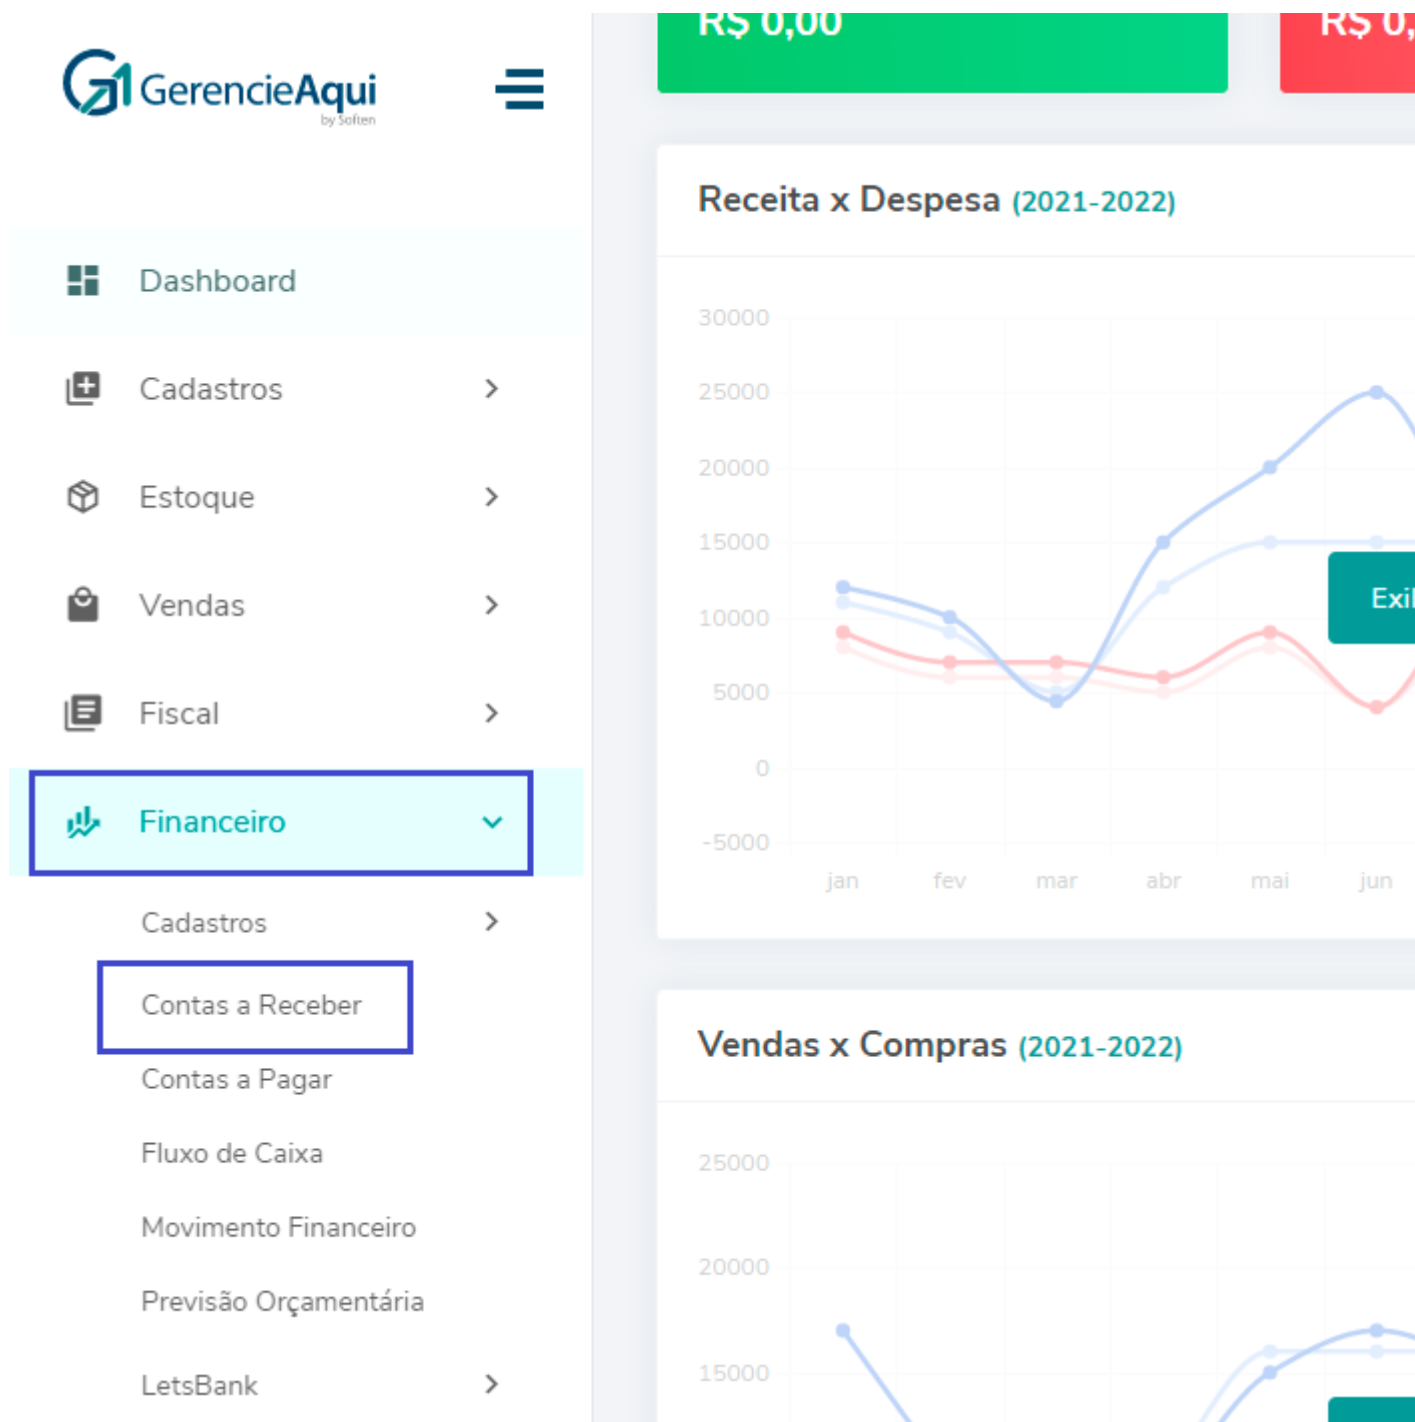 GerencieAqui
by Soften
Dashboard
Cadastros
Estoque
Vendas
Fiscal
Financeiro
Cadastros
Contas a Receber
Contas a Pagar
Fluxo de Caixa
Movimento Financeiro
Previsão Orçamentária
LetsBank
R$ 0,00
R$ 0,
Receita x Despesa (2021-2022)
30000
25000
20000
15000
10000
5000
0
-5000
jan fev mar abr mai jun
Vendas x Compras (2021-2022)
25000
20000
15000